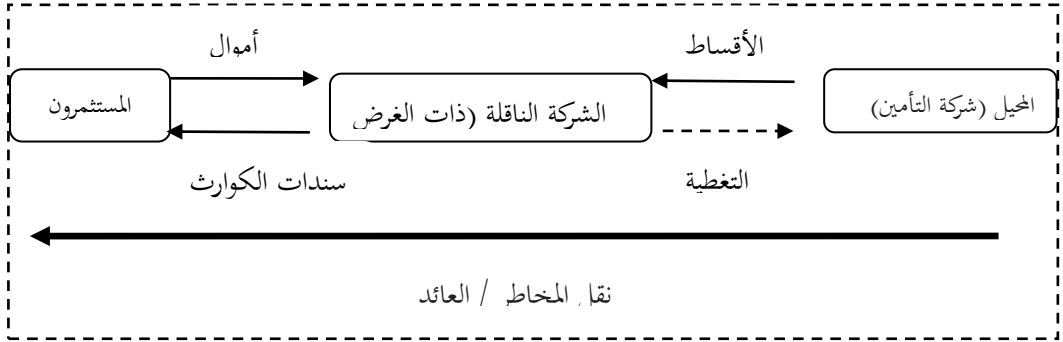 الأقساط
أموال
المحيل (شركة التأمين)
الشركة الناقلة (ذات الغرض
المستثمرون
التغطية
سندات الكوارث
نقل المخاطر / العائد